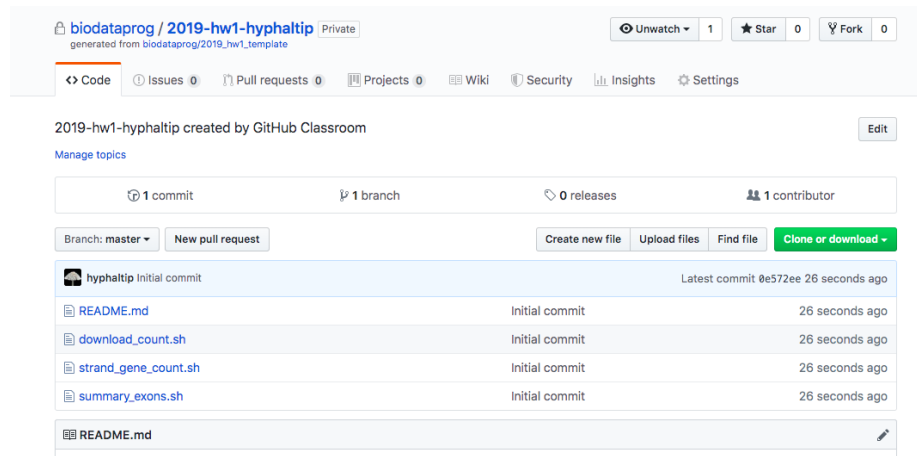 biodataprog / 2019-hw1-hyphaltip Private
generated from biodataprog/2019_hw1_template
Unwatch 1 Star 0 Fork 0
Code Issues 0 Pull requests 0 Projects 0 Wiki Security Insights Settings
2019-hw1-hyphaltip created by GitHub Classroom Edit
Manage topics
1 commit 1 branch 0 releases 1 contributor
Branch: master New pull request Create new file Upload files Find file Clone or download
hyphaltip Initial commit Latest commit 0e572ee 26 seconds ago
README.md Initial commit 26 seconds ago
download_count.sh Initial commit 26 seconds ago
strand_gene_count.sh Initial commit 26 seconds ago
summary_exons.sh Initial commit 26 seconds ago
README.md